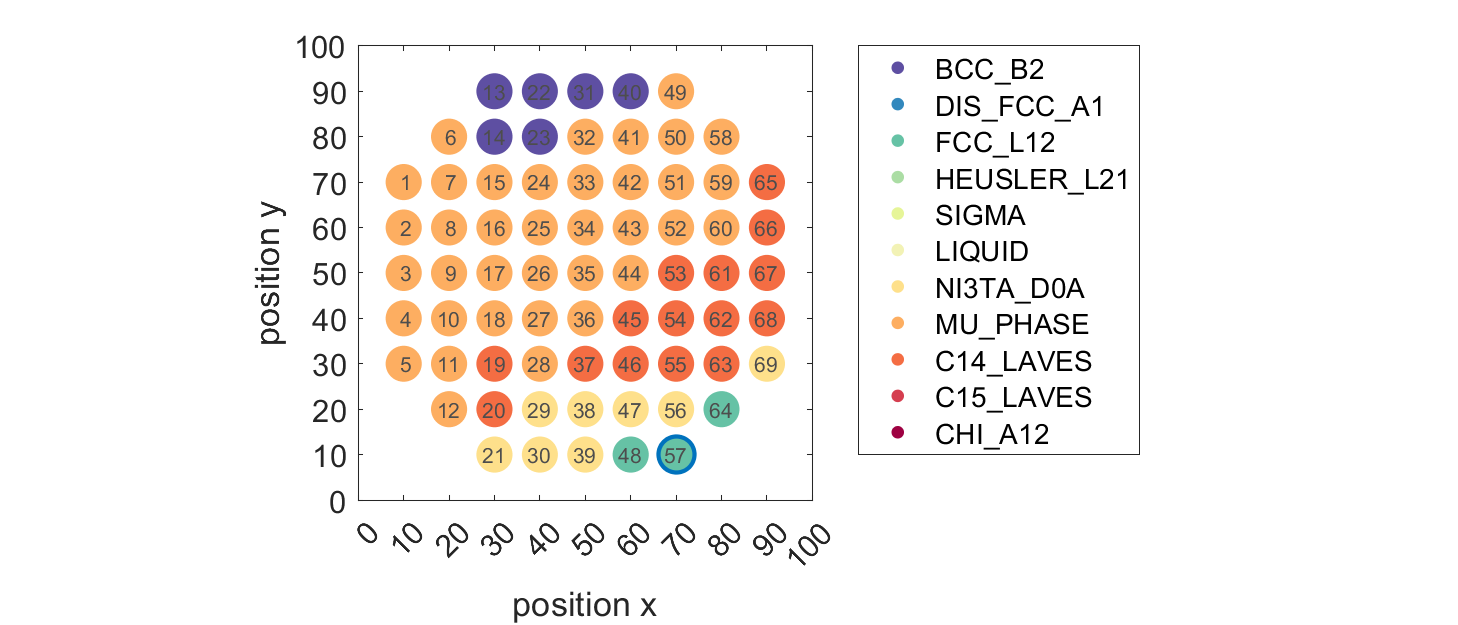 100
90 13 22 31 40 49
80 6 14 23 32 41 50 58
70 1 7 15 24 33 42 51 59 65
60 2 8 16 25 34 43 52 60 66
50 3 9 17 26 35 44 53 61 67
40 4 10 18 27 36 45 54 62 68
30 5 11 19 28 37 46 55 63 69
20 12 20 29 38 47 56 64
10 21 30 39 48 57
0
0 10 20 30 40 50 60 70 80 90 100
position x
position y
BCC_B2
DIS_FCC_A1
FCC_L12
HEUSLER_L21
SIGMA
LIQUID
NI3TA_D0A
MU_PHASE
C14_LAVES
C15_LAVES
CHI_A12